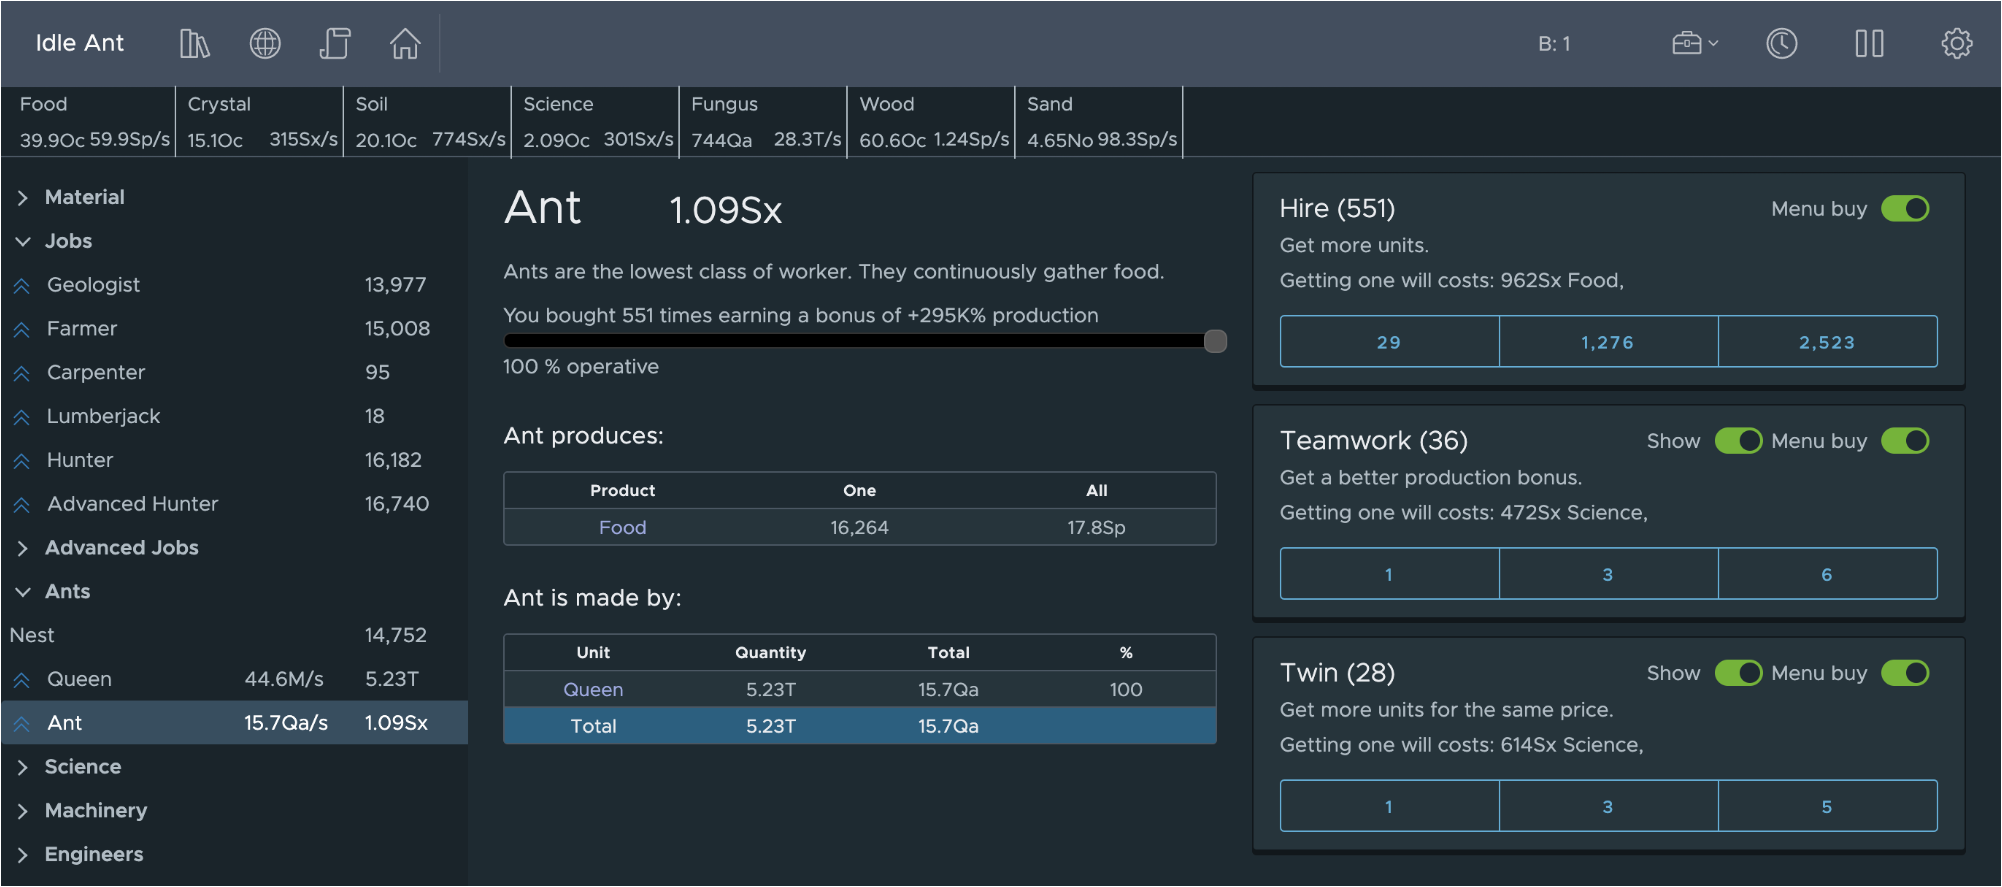 Idle Ant
B: 1
Food Crystal Soil Science Fungus Wood Sand
39.9Oc 59.9Sp/s 15.1Oc 315Sx/s 20.1Oc 774Sx/s 2.09Oc 301Sx/s 744Qa 28.3T/s 60.6Oc 1.24Sp/s 4.65No 98.3Sp/s
Material
Jobs
Geologist 13,977
Farmer 15,008
Carpenter 95
Lumberjack 18
Hunter 16,182
Advanced Hunter 16,740
Advanced Jobs
Ants
Nest 14,752
Queen 44.6M/s 5.23T
Ant 15.7Qa/s 1.09Sx
Science
Machinery
Engineers
Ant 1.09Sx
Ants are the lowest class of worker. They continuously gather food.
You bought 551 times earning a bonus of +295K% production
100 % operative
Ant produces:
Product One All
Food 16,264 17.8Sp
Ant is made by:
Unit Quantity Total %
Queen 5.23T 15.7Qa 100
Total 5.23T 15.7Qa
Hire (551) Menu buy
Get more units.
Getting one will costs: 962Sx Food,
29 1,276 2,523
Teamwork (36) Show Menu buy
Get a better production bonus.
Getting one will costs: 472Sx Science,
1 3 6
Twin (28) Show Menu buy
Get more units for the same price.
Getting one will costs: 614Sx Science,
1 3 5